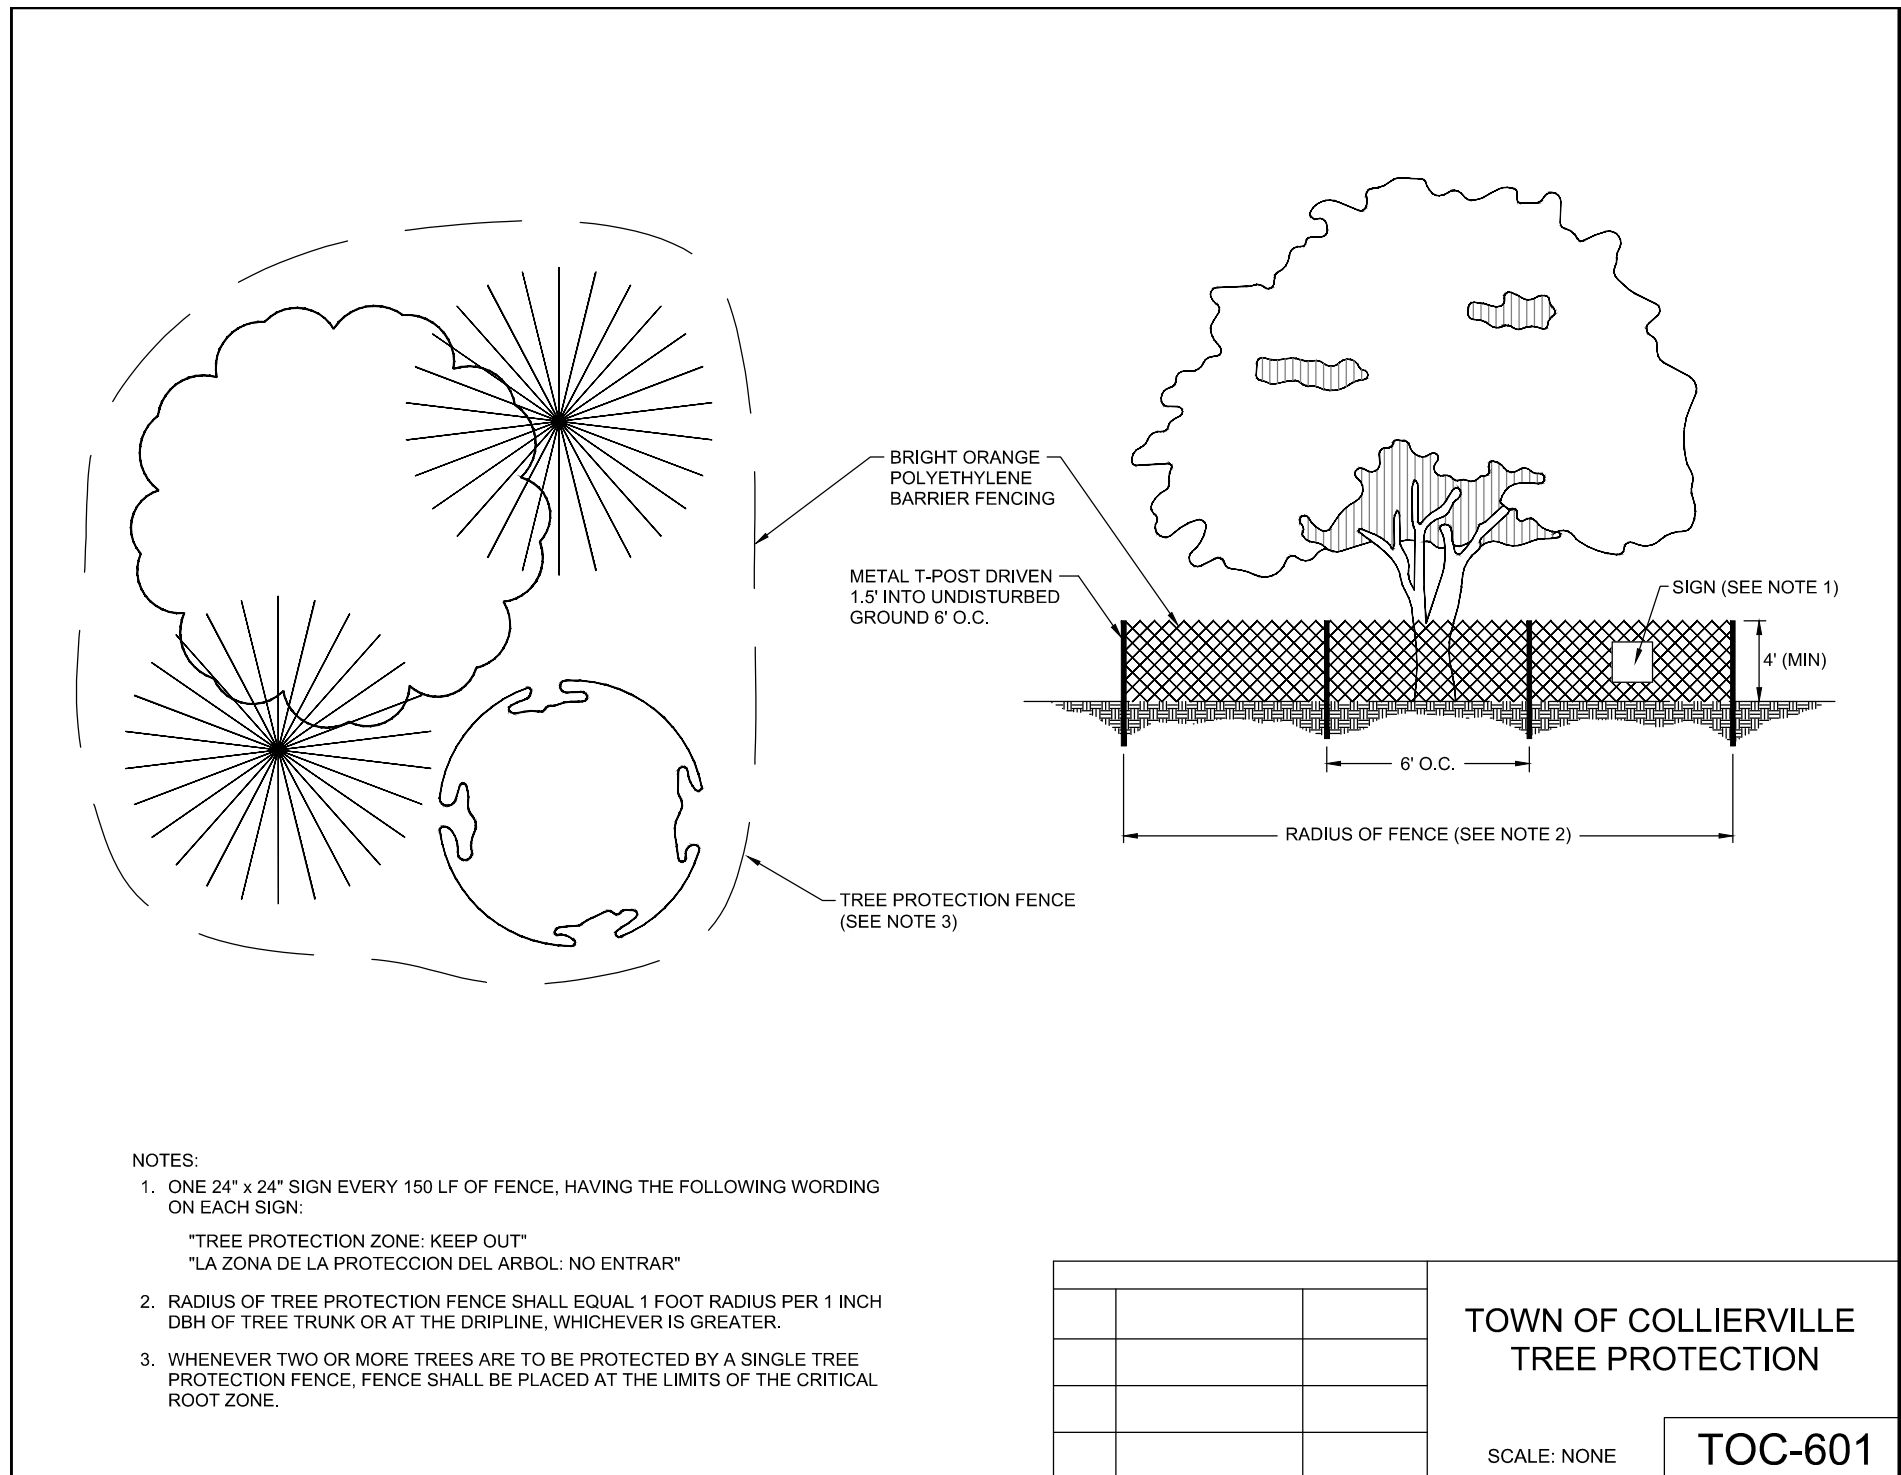 BRIGHT ORANGE
POLYETHYLENE
BARRIER FENCING
METAL T-POST DRIVEN
1.5' INTO UNDISTURBED
GROUND 6' O.C.
SIGN (SEE NOTE 1)
4' (MIN)
6' O.C.
RADIUS OF FENCE (SEE NOTE 2)
TREE PROTECTION FENCE
(SEE NOTE 3)
NOTES:
1. ONE 24" x 24" SIGN EVERY 150 LF OF FENCE, HAVING THE FOLLOWING WORDING
ON EACH SIGN:
"TREE PROTECTION ZONE: KEEP OUT"
"LA ZONA DE LA PROTECCION DEL ARBOL: NO ENTRAR"
2. RADIUS OF TREE PROTECTION FENCE SHALL EQUAL 1 FOOT RADIUS PER 1 INCH
DBH OF TREE TRUNK OR AT THE DRIPLINE, WHICHEVER IS GREATER.
3. WHENEVER TWO OR MORE TREES ARE TO BE PROTECTED BY A SINGLE TREE
PROTECTION FENCE, FENCE SHALL BE PLACED AT THE LIMITS OF THE CRITICAL
ROOT ZONE.
TOWN OF COLLIERVILLE
TREE PROTECTION
SCALE: NONE
TOC-601